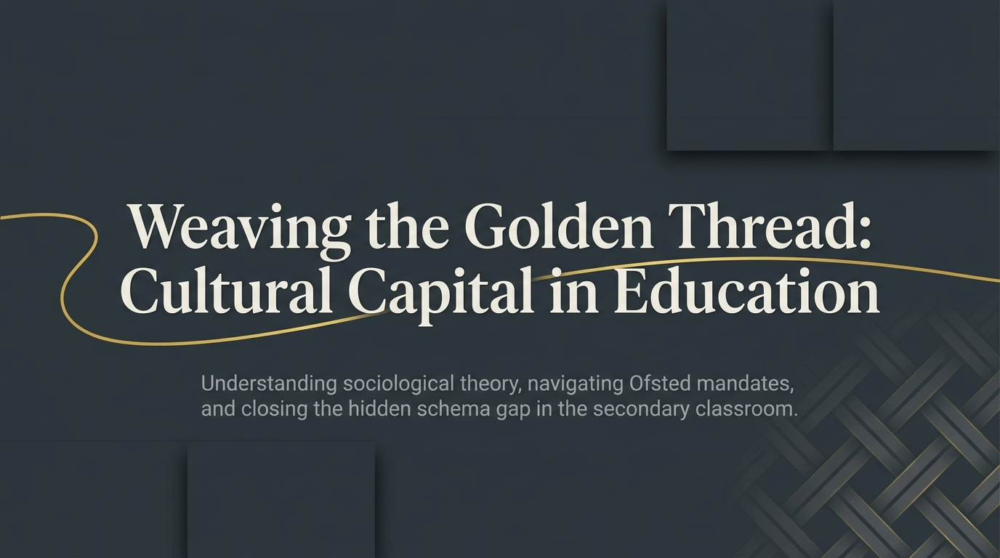 Weaving the Golden Thread:
Cultural Capital in Education
Understanding sociological theory, navigating Ofsted mandates,
and closing the hidden schema gap in the secondary classroom.